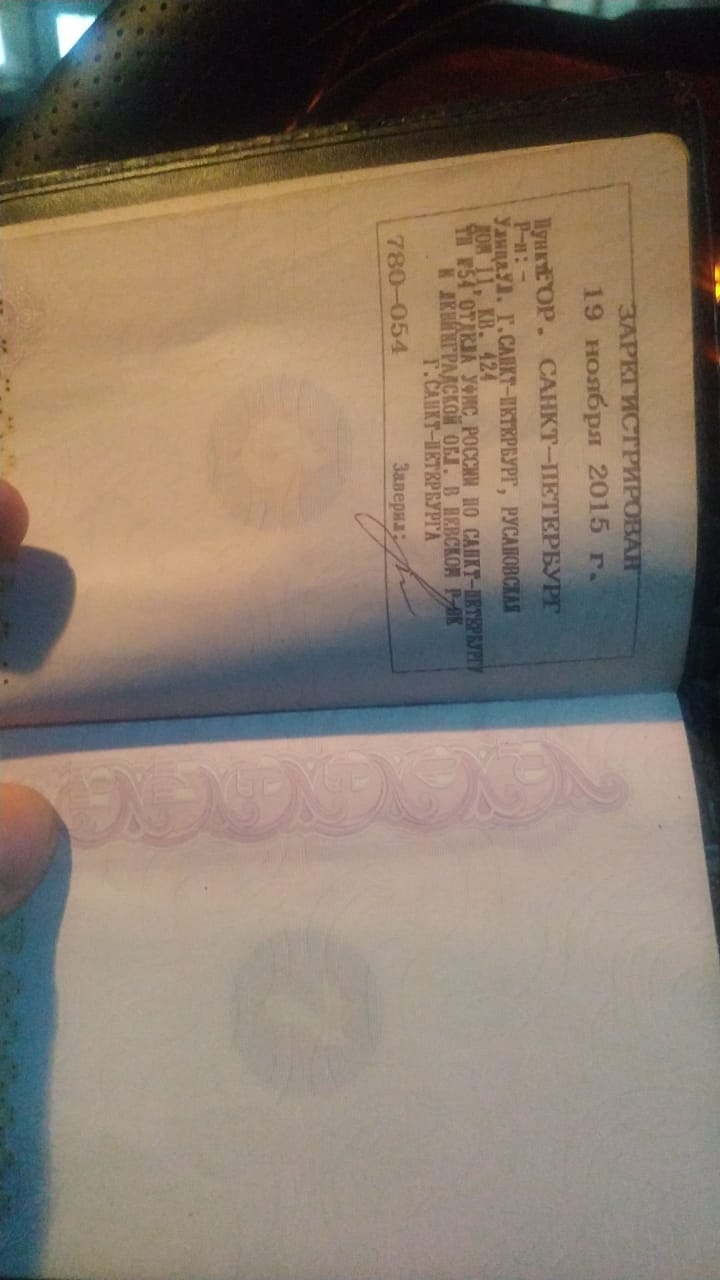 ЗАРЕГИСТРИРОВАН
19 ноября 2015 г.
Пункт: ГОР. САНКТ-ПЕТЕРБУРГ
Р-н: -
Улица: УЛ. Г.САНКТ-ПЕТЕРБУРГ, РУСАНОВСКАЯ
ДОМ 11, КВ. 424
ТП №54 ОТДЕЛА УФМС РОССИИ ПО САНКТ-ПЕТЕРБУРГУ
И ЛЕНИНГРАДСКОЙ ОБЛ. В НЕВСКОМ Р-НЕ
Г.САНКТ-ПЕТЕРБУРГА
780-054 Заверил: